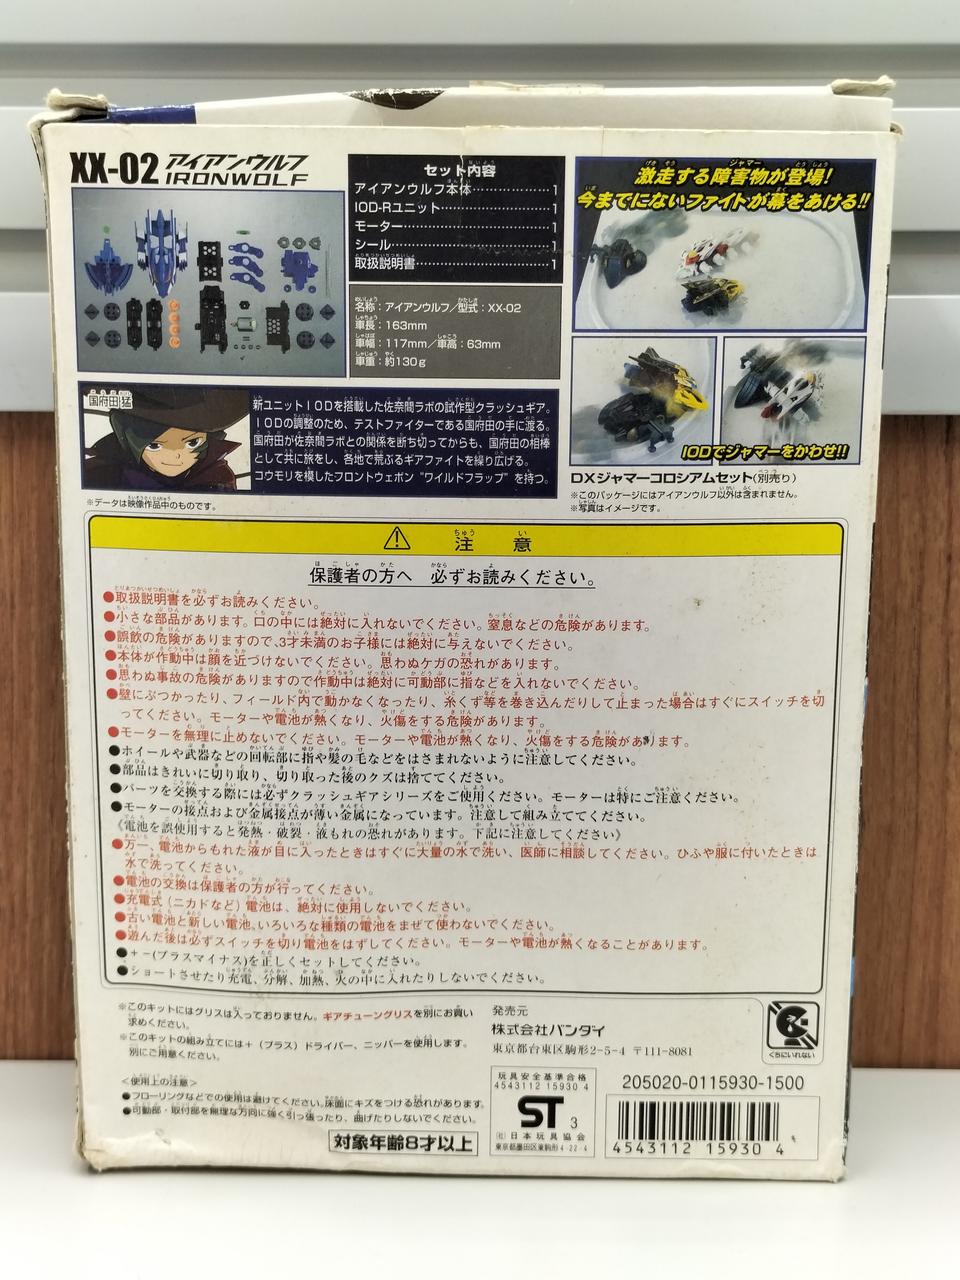 XX-02 アイアンウルフ
IRONWOLF
セット内容
アイアンウルフ本体……………1
IOD-Rユニット……………1
モーター……………1
シール……………1
取扱説明書……………1
名称：アイアンウルフ／型式：XX-02
車長：163mm
車幅：117mm／車高：63mm
車重：約130g
激走する障害物が登場!
今までにないファイトが幕をあける!!
IODでジャマーをかわせ!!
DXジャマーコロシアムセット(別売り)
※このパッケージにはアイアンウルフ以外は含まれません。
※写真はイメージです。
国府田 猛
新ユニットIODを搭載した佐奈間ラボの試作型クラッシュギア。
IODの調整のため、テストファイターである国府田の手に渡る。
国府田が佐奈間ラボとの関係を断ち切ってからも、国府田の相棒
として共に旅をし、各地で荒ぶるギアファイトを繰り広げる。
コウモリを模したフロントウェポン“ワイルドフラップ”を持つ。
※データは映像作品中のものです。
注意
保護者の方へ 必ずお読みください。
●取扱説明書を必ずお読みください。
●小さな部品があります。口の中には絶対に入れないでください。窒息などの危険があります。
●誤飲の危険がありますので、3才未満のお子様には絶対に与えないでください。
●本体が作動中は顔を近づけないでください。思わぬケガの恐れがあります。
●思わぬ事故の危険がありますので作動中は絶対に可動部に指などを入れないでください。
●壁にぶつかったり、フィールド内で動かなくなったり、糸くず等を巻き込んだりして止まった場合はすぐにスイッチを切
ってください。モーターや電池が熱くなり、火傷をする危険があります。
●モーターを無理に止めないでください。モーターや電池が熱くなり、火傷をする危険があります。
●ホイールや武器などの回転部に指や髪の毛などをはさまれないように注意してください。
●部品はきれいに切り取り、切り取った後のクズは捨ててください。
●パーツを交換する際には必ずクラッシュギアシリーズをご使用ください。モーターは特にご注意ください。
●モーターの接点および金属接点が薄い金属になっています。注意して組み立ててください。
《電池を誤使用すると発熱・破裂・液もれの恐れがあります。下記に注意してください》
●万一、電池からもれた液が目に入ったときはすぐに大量の水で洗い、医師に相談してください。ひふや服に付いたときは
水で洗ってください。
●電池の交換は保護者の方が行ってください。
●充電式（ニカドなど）電池は、絶対に使用しないでください。
●古い電池と新しい電池、いろいろな種類の電池をまぜて使わないでください。
●遊んだ後は必ずスイッチを切り電池をはずしてください。モーターや電池が熱くなることがあります。
●＋－(プラスマイナス)を正しくセットしてください。
●ショートさせたり充電、分解、加熱、火の中に入れたりしないでください。
※このキットにはグリスは入っておりません。ギアチューングリスを別にお買い
求めください。
※このキットの組み立てには＋（プラス）ドライバー、ニッパーを使用します。
別にご用意ください。
＜使用上の注意＞
●フローリングなどでの使用は避けてください。床面にキズをつける恐れがあります。
●可動部・取付部を無理な方向に強く引っ張ったり、曲げたりしないでください。
対象年齢8才以上
発売元
株式会社バンダイ
東京都台東区駒形2-5-4 〒111-8081
くちにいれない
玩具安全基準合格
4543112 15930 4
ST 3
(社)日本玩具協会
東京都墨田区東駒形4-22-4
205020-0115930-1500
4543112 15930 4